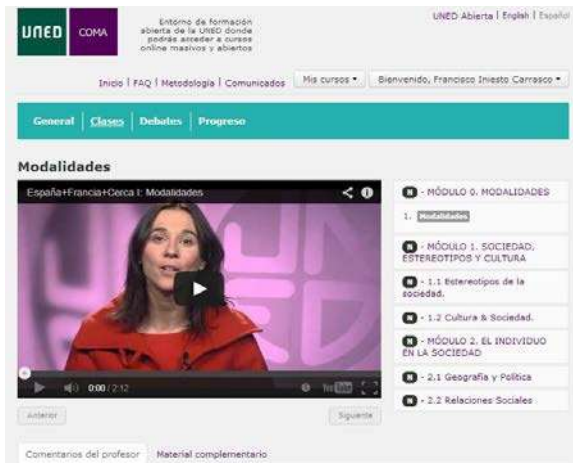 UNED
COMA
Entorno de formación
abierta de la UNED donde
podrás acceder a cursos
online masivos y abiertos
UNED Abierta | English | Español
Inicio | FAQ | Metodología | Comunicados
Mis cursos
Bienvenido, Francisco Iniesto Carrasco
General | Clases | Debates | Progreso
Modalidades
España+Francia+Cerca I: Modalidades
0:00 / 2:12
YouTube
Anterior
Siguiente
N - MÓDULO 0. MODALIDADES
1. Modalidades
N - MÓDULO 1. SOCIEDAD,
ESTEREOTIPOS Y CULTURA
N - 1.1 Estereotipos de la
sociedad.
N - 1.2 Cultura & Sociedad.
N - MÓDULO 2. EL INDIVIDUO
EN LA SOCIEDAD
N - 2.1 Geografía y Política
N - 2.2 Relaciones Sociales
Comentarios del profesor
Material complementario